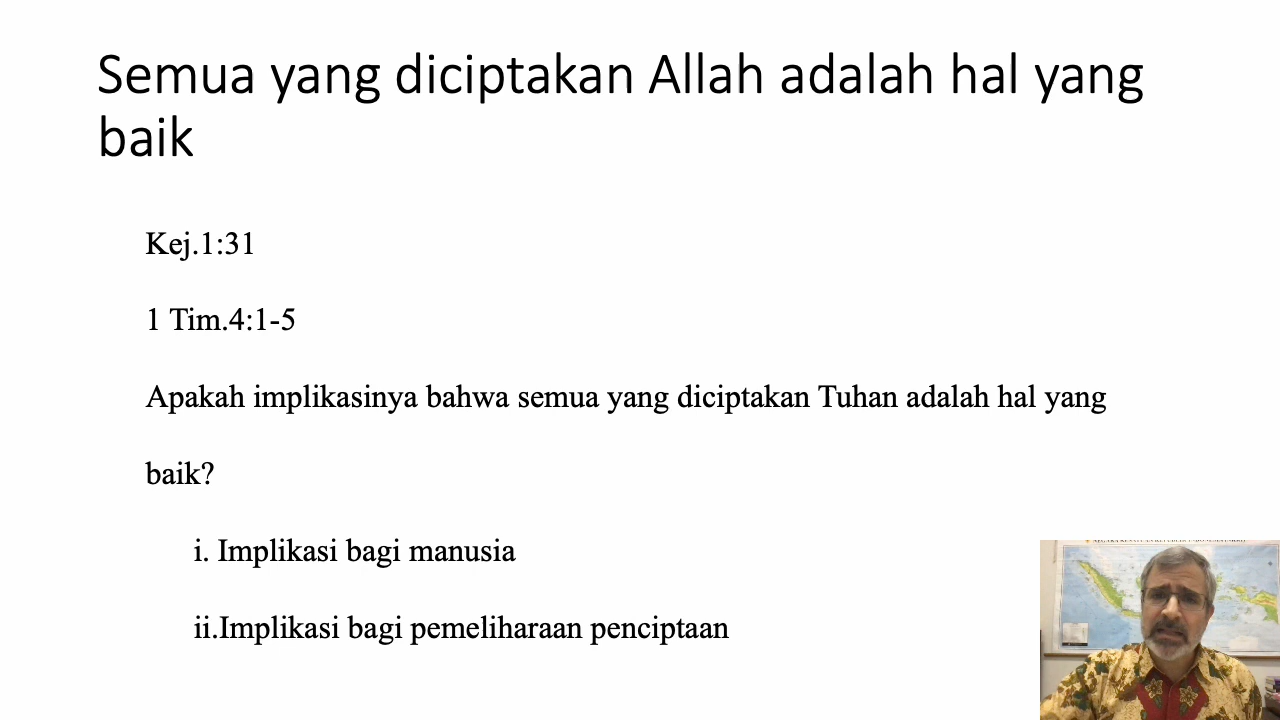 Semua yang diciptakan Allah adalah hal yang
baik
Kej.1:31
1 Tim.4:1-5
Apakah implikasinya bahwa semua yang diciptakan Tuhan adalah hal yang
baik?
i. Implikasi bagi manusia
ii.Implikasi bagi pemeliharaan penciptaan